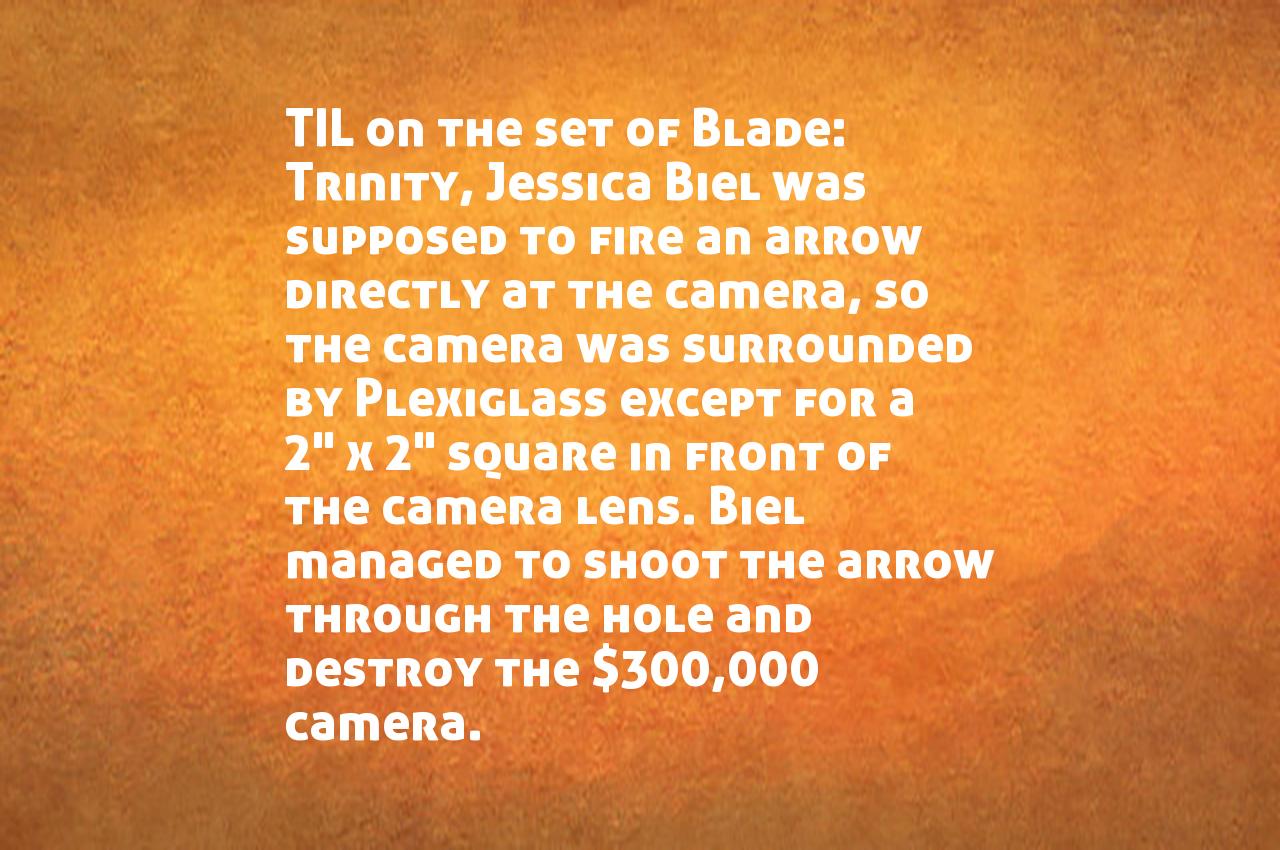 TIL on the set of Blade:
Trinity, Jessica Biel was
supposed to fire an arrow
directly at the camera, so
the camera was surrounded
by Plexiglass except for a
2" x 2" square in front of
the camera lens. Biel
managed to shoot the arrow
through the hole and
destroy the $300,000
camera.